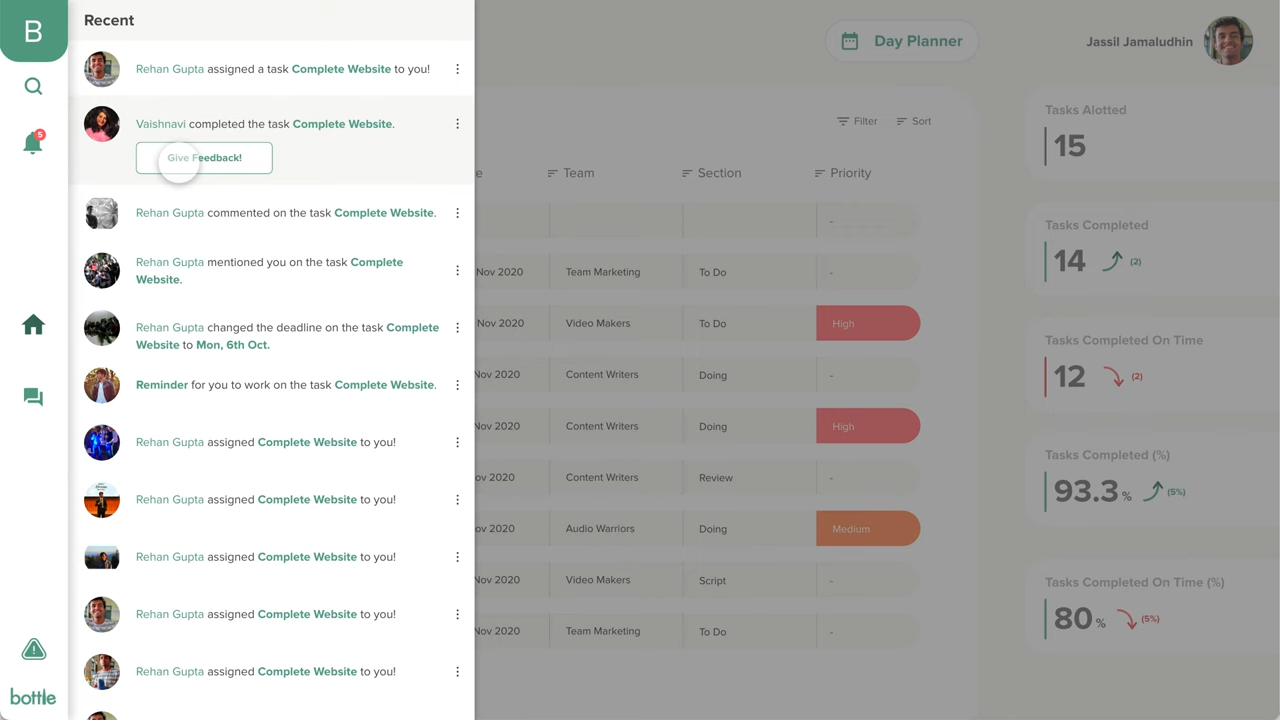 B
Recent
Day Planner
Jassil Jamaludhin
5
Rehan Gupta assigned a task Complete Website to you!
Vaishnavi completed the task Complete Website.
Give Feedback!
Rehan Gupta commented on the task Complete Website.
Rehan Gupta mentioned you on the task Complete
Website.
Rehan Gupta changed the deadline on the task Complete
Website to Mon, 6th Oct.
Reminder for you to work on the task Complete Website.
Rehan Gupta assigned Complete Website to you!
Rehan Gupta assigned Complete Website to you!
Rehan Gupta assigned Complete Website to you!
Rehan Gupta assigned Complete Website to you!
Rehan Gupta assigned Complete Website to you!
bottle
Filter Sort
e Team Section Priority
-
Nov 2020 Team Marketing To Do -
Nov 2020 Video Makers To Do High
ov 2020 Content Writers Doing -
ov 2020 Content Writers Doing High
ov 2020 Content Writers Review -
ov 2020 Audio Warriors Doing Medium
Nov 2020 Video Makers Script -
ov 2020 Team Marketing To Do -
Tasks Alotted
15
Tasks Completed
14 (2)
Tasks Completed On Time
12 (2)
Tasks Completed (%)
93.3 % (5%)
Tasks Completed On Time (%)
80 % (5%)